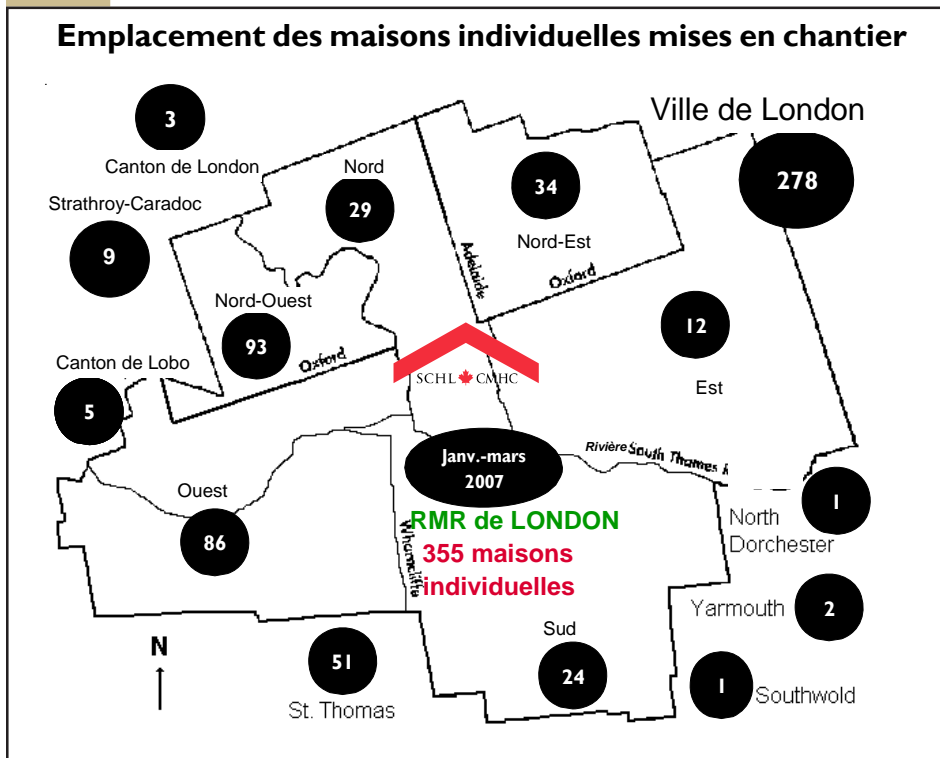 Emplacement des maisons individuelles mises en chantier
Ville de London
278
3
Canton de London
Strathroy-Caradoc
9
Nord
29
34
Nord-Est
Adelaide
Oxford
Nord-Ouest
93
Oxford
12
Est
Canton de Lobo
5
SCHL CMHC
Janv.-mars
2007
Rivière South Thames R
RMR de LONDON
355 maisons
individuelles
Ouest
86
Wharncliffe
1
North
Dorchester
Yarmouth
2
Sud
24
1
Southwold
N
51
St. Thomas